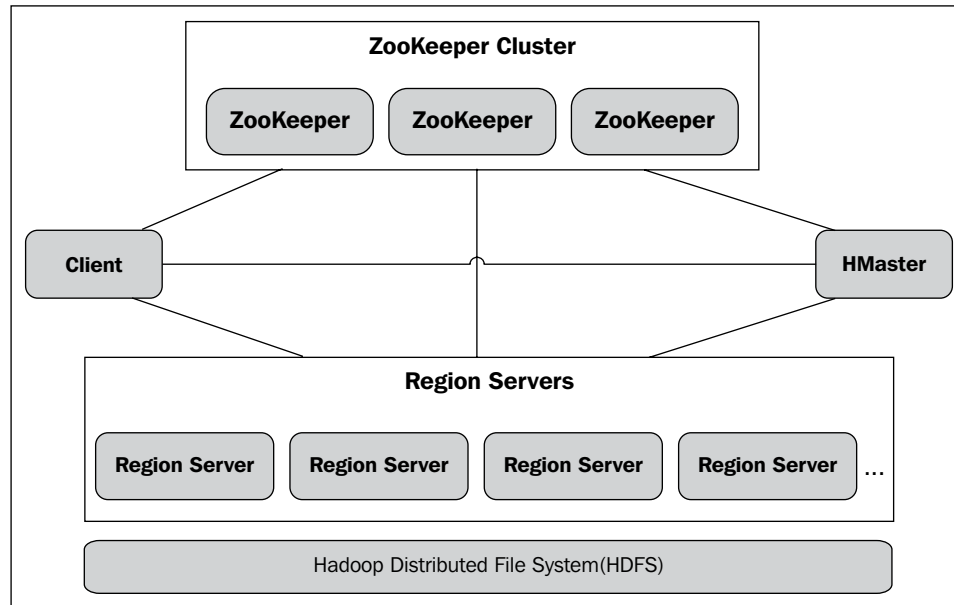 ZooKeeper Cluster
ZooKeeper
ZooKeeper
ZooKeeper
Client
HMaster
Region Servers
Region Server
Region Server
Region Server
Region Server
...
Hadoop Distributed File System(HDFS)